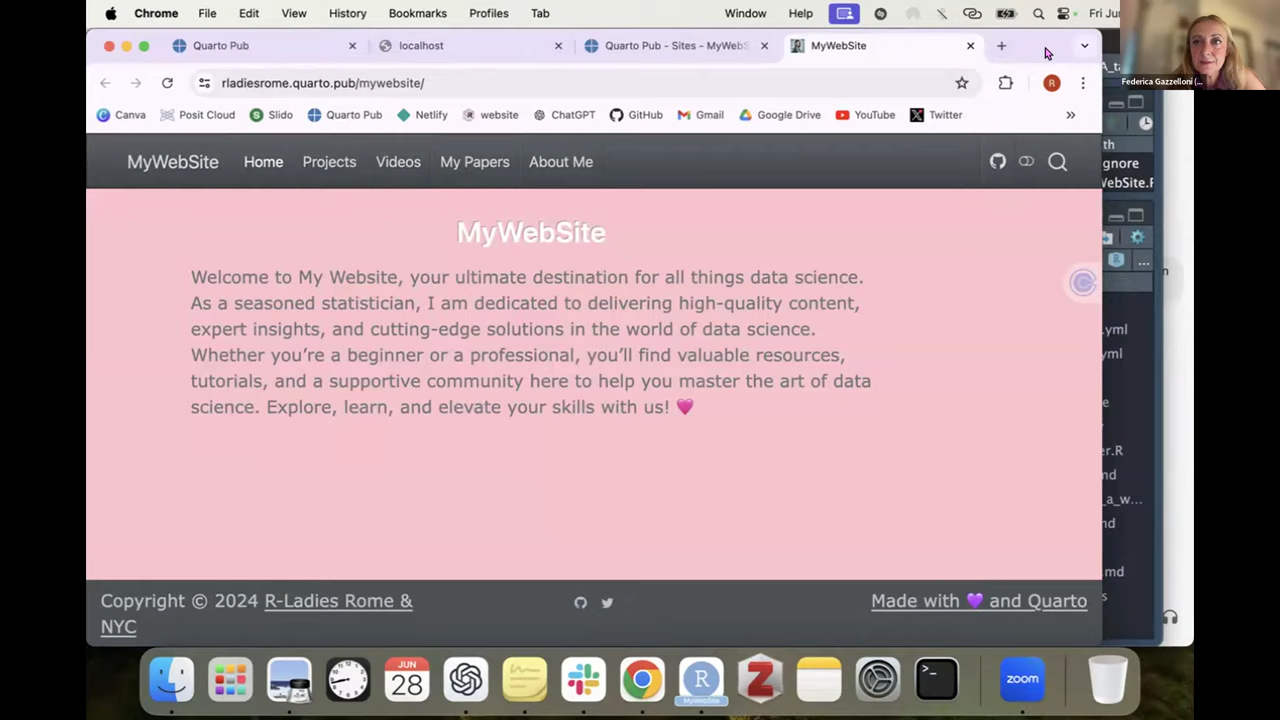 Chrome File Edit View History Bookmarks Profiles Tab Window Help Fri Jun
Quarto Pub localhost Quarto Pub - Sites - MyWebS MyWebSite
Federica Gazzelloni (...
rladiesrome.quarto.pub/mywebsite/
Canva Posit Cloud Slido Quarto Pub Netlify website ChatGPT GitHub Gmail Google Drive YouTube Twitter
MyWebSite Home Projects Videos My Papers About Me
MyWebSite
Welcome to My Website, your ultimate destination for all things data science.
As a seasoned statistician, I am dedicated to delivering high-quality content,
expert insights, and cutting-edge solutions in the world of data science.
Whether you’re a beginner or a professional, you’ll find valuable resources,
tutorials, and a supportive community here to help you master the art of data
science. Explore, learn, and elevate your skills with us! 💗
Copyright © 2024 R-Ladies Rome &
NYC
Made with 💜 and Quarto
JUN
28
R
MyWebSite
Z
zoom